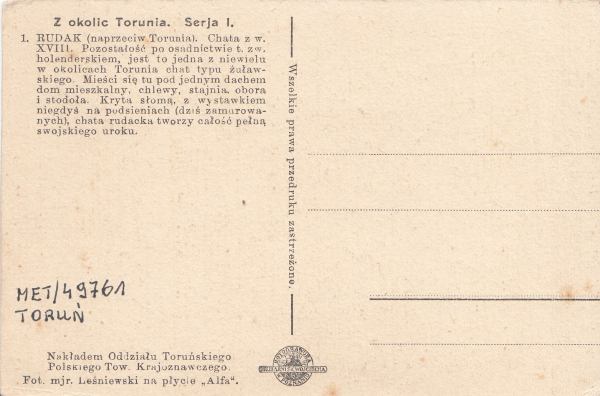 Z okolic Torunia. Serja I.
1. RUDAK (naprzeciw Torunia). Chata z w.
XVIII. Pozostałość po osadnictwie t. zw.
holenderskiem, jest to jedna z niewielu
w okolicach Torunia chat typu żuław-
skiego. Mieści się tu pod jednym dachem
dom mieszkalny, chlewy, stajnia, obora
i stodoła. Kryta słomą, z wystawkiem
niegdyś na podsieniach (dziś zamurowa-
nych), chata rudacka tworzy całość pełną
swojskiego uroku.
Wszelkie prawa przedruku zastrzeżone.
MET/49761
TORUŃ
Nakładem Oddziału Toruńskiego
Polskiego Tow. Krajoznawczego.
Fot. mjr. Leśniewski na płycie „Alfa".